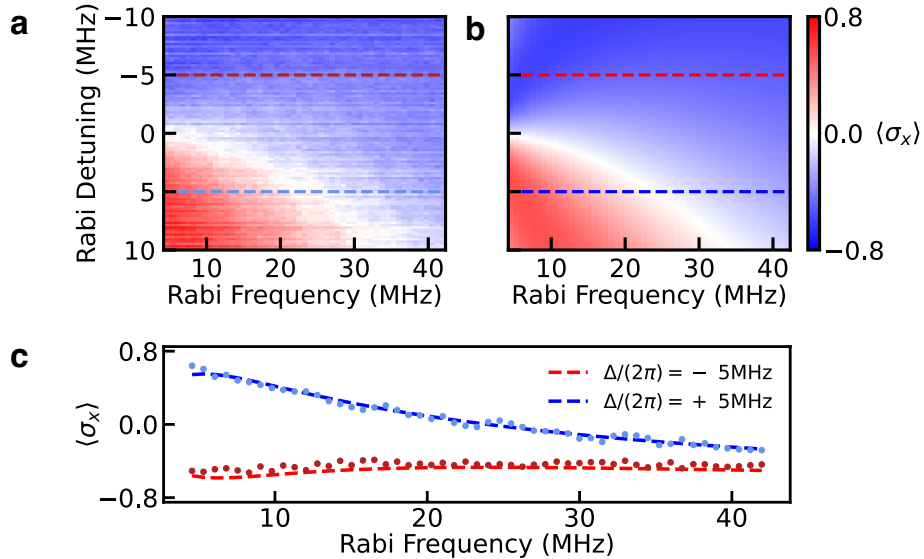 a
b
−10
−5
0
5
10
Rabi Detuning (MHz)
10 20 30 40
Rabi Frequency (MHz)
10 20 30 40
Rabi Frequency (MHz)
0.8
0.0
−0.8
⟨σₓ⟩
c
0.8
0.0
−0.8
⟨σₓ⟩
Δ/(2π) = − 5MHz
Δ/(2π) = + 5MHz
10 20 30 40
Rabi Frequency (MHz)